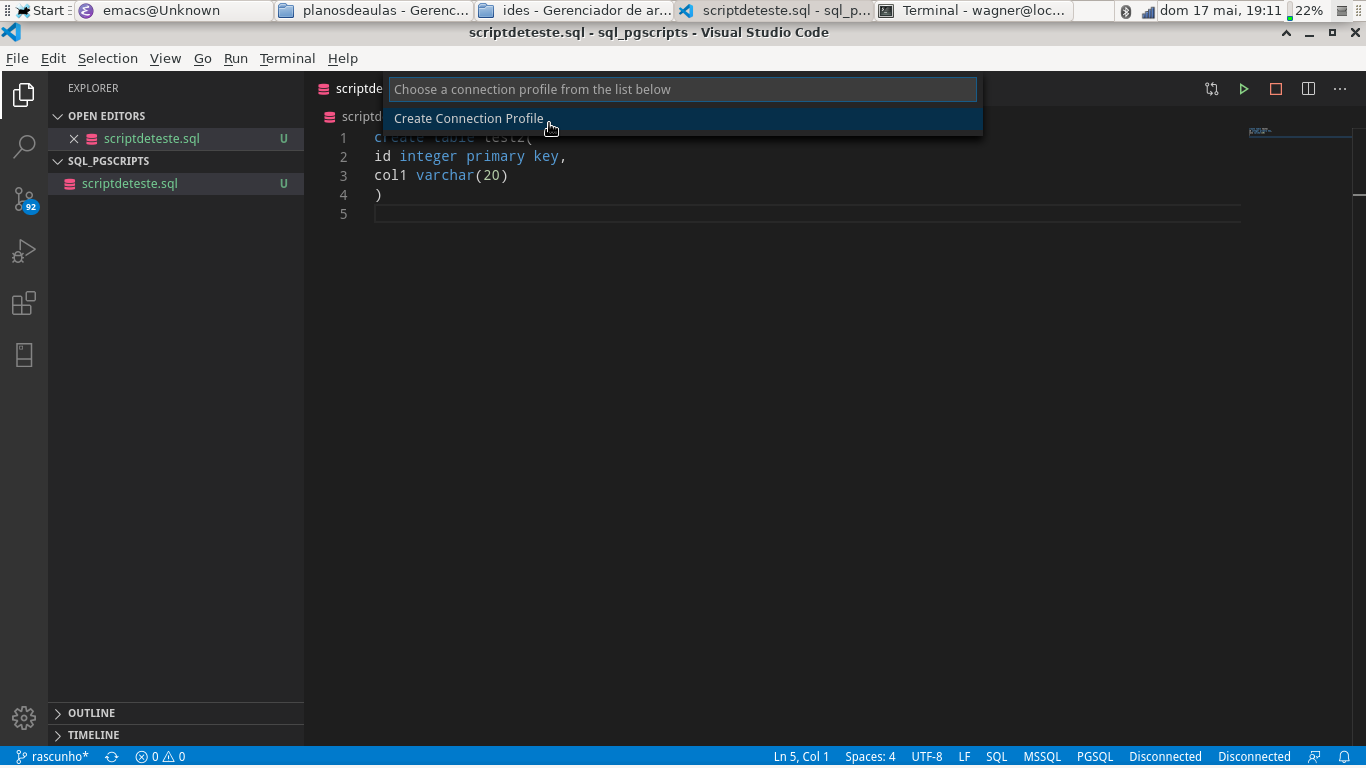 Start
emacs@Unknown
planosdeaulas - Gerenc...
ides - Gerenciador de ar...
scriptdeteste.sql - sql_p...
Terminal - wagner@loc...
dom 17 mai, 19:11
22%
scriptdeteste.sql - sql_pgscripts - Visual Studio Code
File Edit Selection View Go Run Terminal Help
EXPLORER
OPEN EDITORS
scriptdeteste.sql U
SQL_PGSCRIPTS
scriptdeteste.sql U
92
OUTLINE
TIMELINE
scriptde
Choose a connection profile from the list below
Create Connection Profile
scriptd
1 create table test2(
2 id integer primary key,
3 col1 varchar(20)
4 )
5
rascunho* 0 0 Ln 5, Col 1 Spaces: 4 UTF-8 LF SQL MSSQL PGSQL Disconnected Disconnected